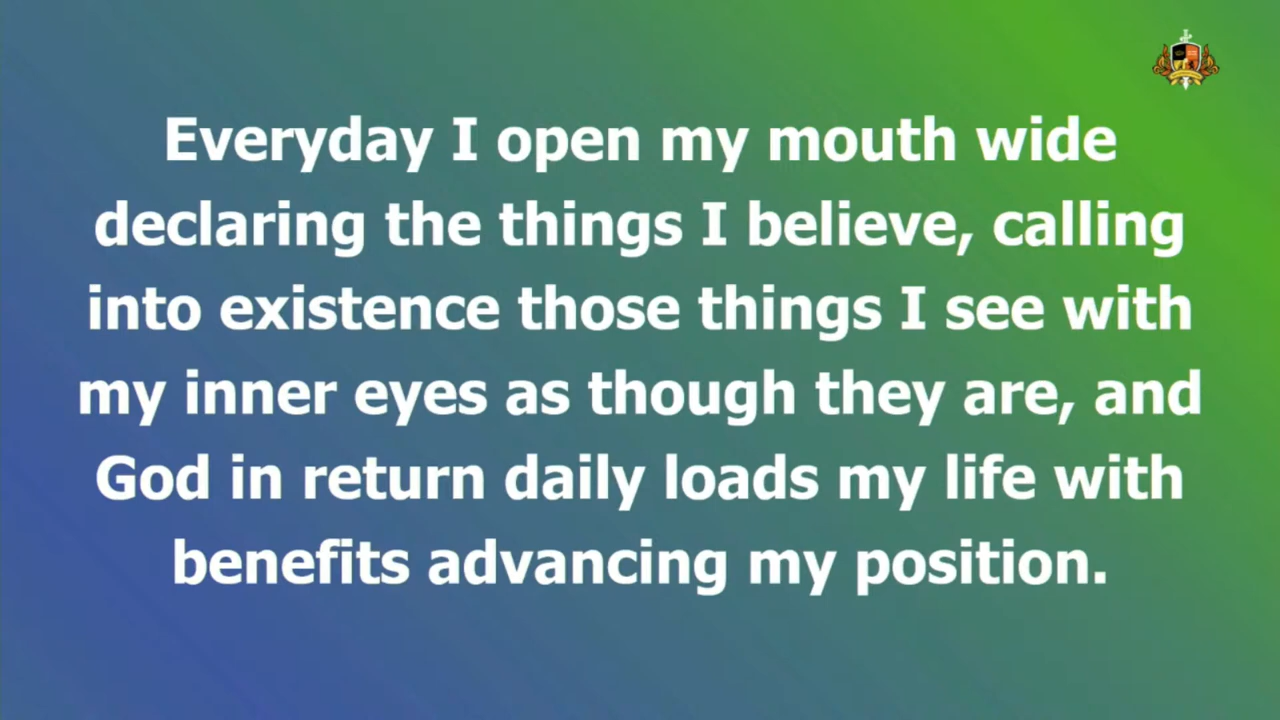 Everyday I open my mouth wide
declaring the things I believe, calling
into existence those things I see with
my inner eyes as though they are, and
God in return daily loads my life with
benefits advancing my position.